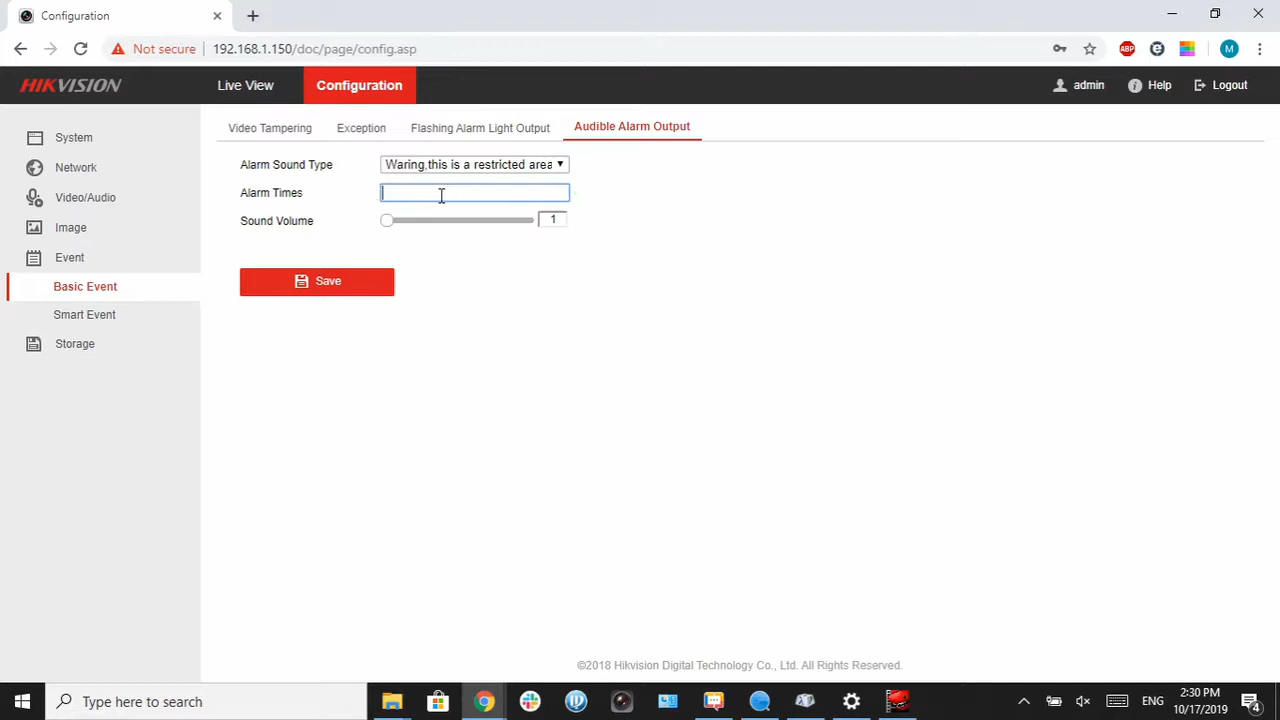 Configuration
Not secure 192.168.1.150/doc/page/config.asp
ABP
M
HIKVISION Live View Configuration admin Help Logout
System
Network
Video/Audio
Image
Event
Basic Event
Smart Event
Storage
Video Tampering Exception Flashing Alarm Light Output Audible Alarm Output
Alarm Sound Type Waring,this is a restricted area
Alarm Times
Sound Volume 1
Save
©2018 Hikvision Digital Technology Co., Ltd. All Rights Reserved.
Type here to search
ENG
2:30 PM
10/17/2019
4